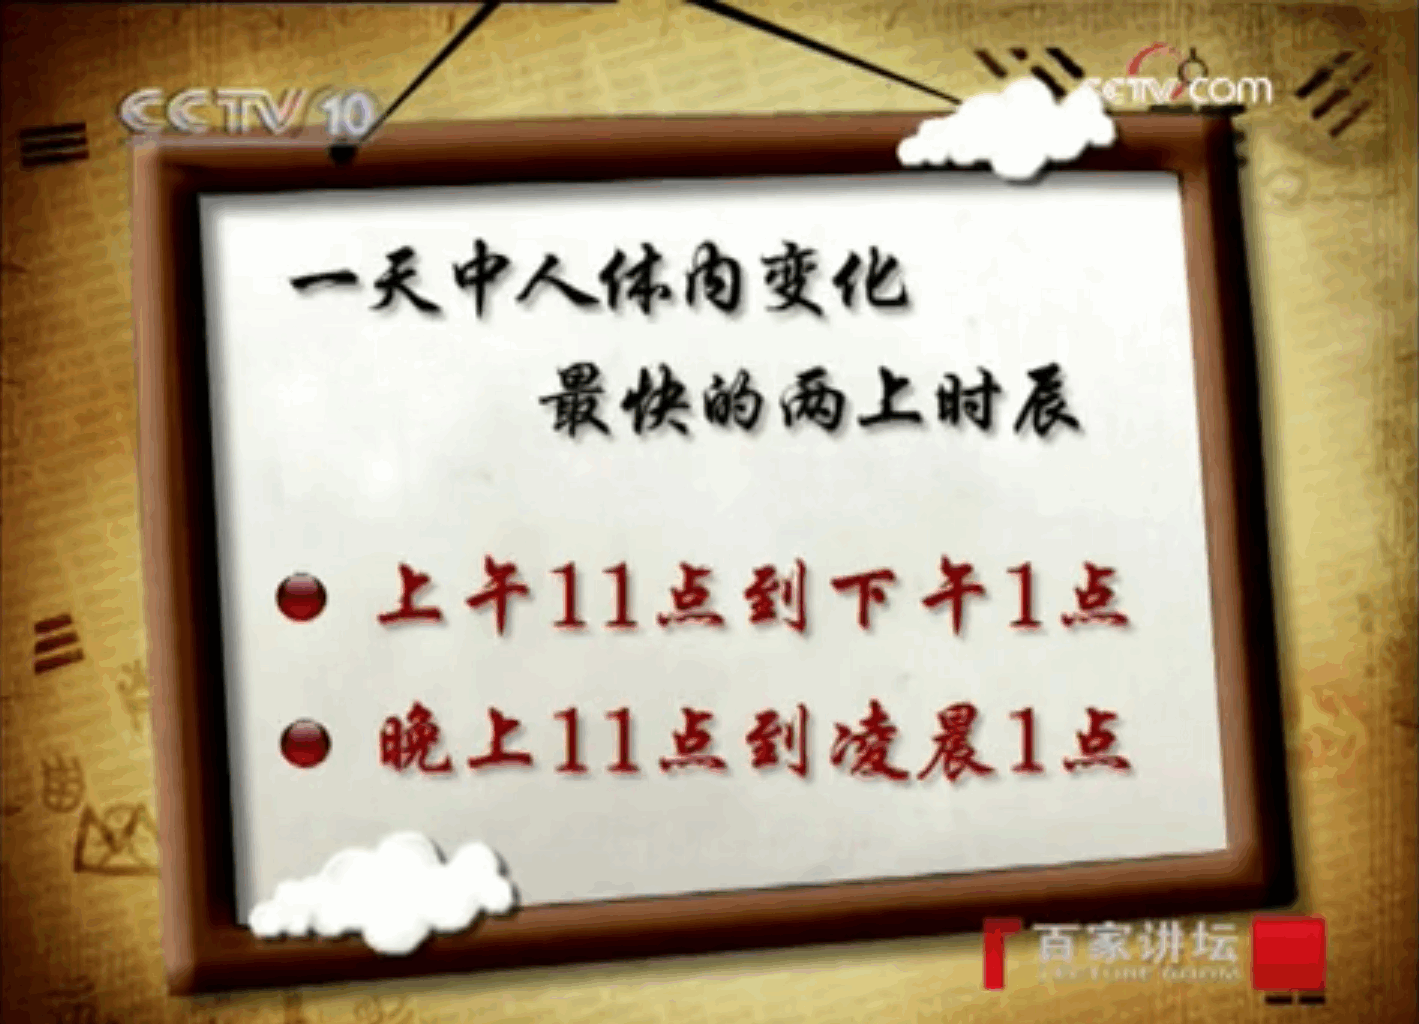 CCTV 10
CCTV.com
一天中人体内变化
最快的两上时辰
上午11点到下午1点
晚上11点到凌晨1点
百家讲坛
LECTURE ROOM